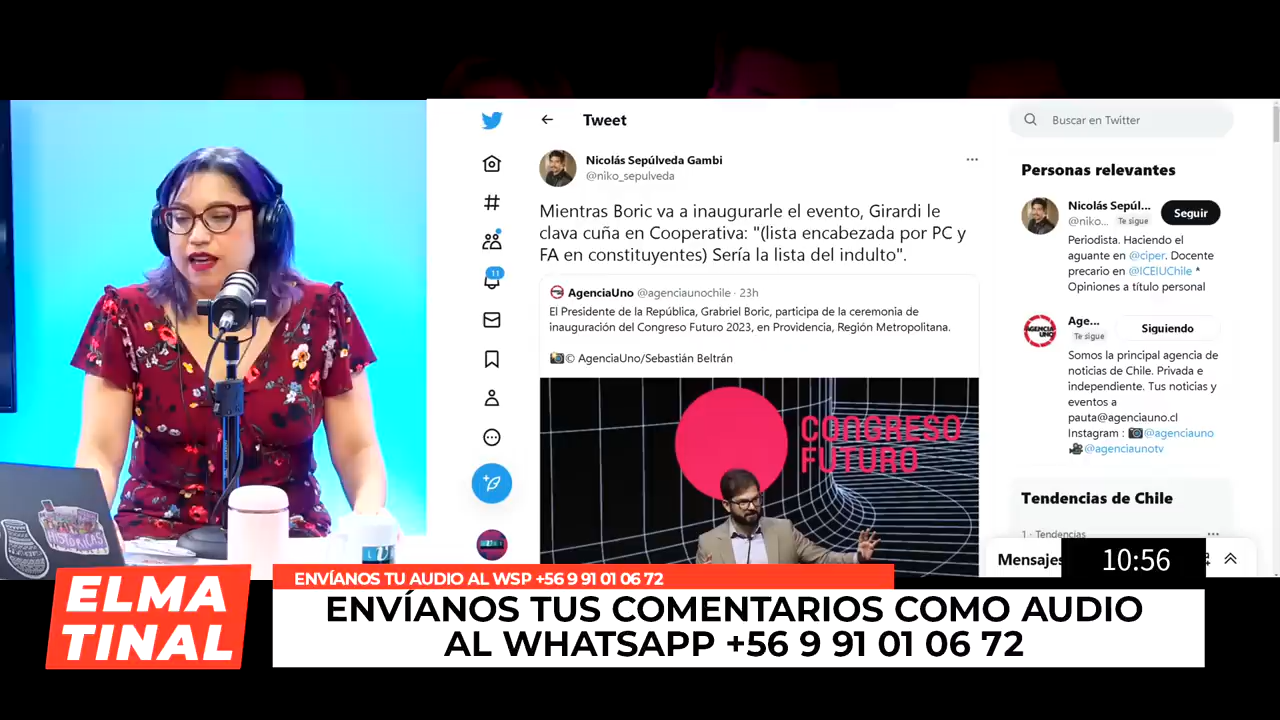 Tweet
Nicolás Sepúlveda Gambi
@niko_sepulveda
Mientras Boric va a inaugurarle el evento, Girardi le
clava cuña en Cooperativa: "(lista encabezada por PC y
FA en constituyentes) Sería la lista del indulto".
AgenciaUno @agenciaunochile · 23h
El Presidente de la República, Grabriel Boric, participa de la ceremonia de
inauguración del Congreso Futuro 2023, en Providencia, Región Metropolitana.
© AgenciaUno/Sebastián Beltrán
CONGRESO
FUTURO
11
Buscar en Twitter
Personas relevantes
Nicolás Sepúl...
@niko... Te sigue
Seguir
Periodista. Haciendo el
aguante en @ciper. Docente
precario en @ICEIUChile *
Opiniones a título personal
AGENCIA
UNO
Age...
Te sigue
Siguiendo
Somos la principal agencia de
noticias de Chile. Privada e
independiente. Tus noticias y
eventos a
pauta@agenciauno.cl
Instagram : @agenciauno
@agenciaunotv
Tendencias de Chile
1 · Tendencias
Mensajes
10:56
HISTÓRICAS
ELMA
TINAL
ENVÍANOS TU AUDIO AL WSP +56 9 91 01 06 72
ENVÍANOS TUS COMENTARIOS COMO AUDIO
AL WHATSAPP +56 9 91 01 06 72